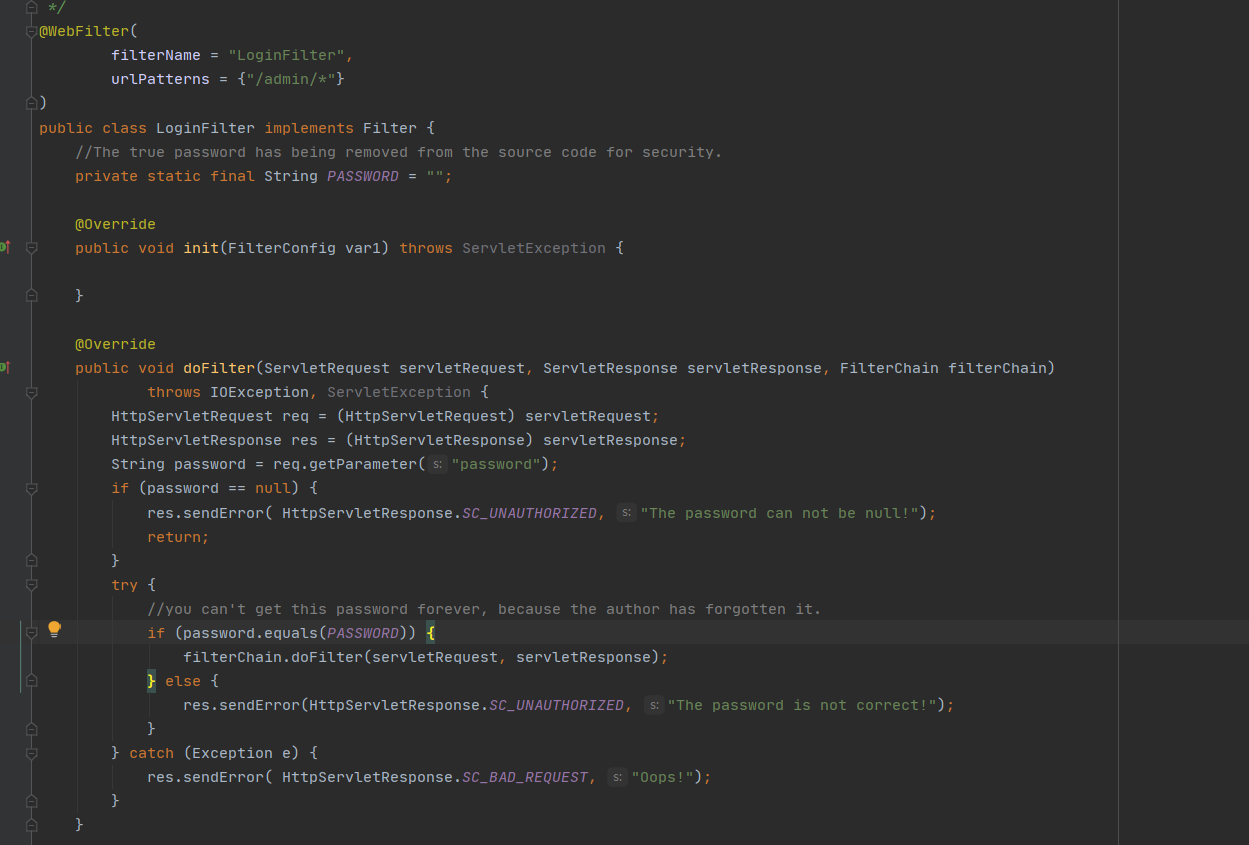 */
@WebFilter(
filterName = "LoginFilter",
urlPatterns = {"/admin/*"}
)
public class LoginFilter implements Filter {
//The true password has being removed from the source code for security.
private static final String PASSWORD = "";
@Override
public void init(FilterConfig var1) throws ServletException {
}
@Override
public void doFilter(ServletRequest servletRequest, ServletResponse servletResponse, FilterChain filterChain)
throws IOException, ServletException {
HttpServletRequest req = (HttpServletRequest) servletRequest;
HttpServletResponse res = (HttpServletResponse) servletResponse;
String password = req.getParameter( s: "password");
if (password == null) {
res.sendError( HttpServletResponse.SC_UNAUTHORIZED, s: "The password can not be null!");
return;
}
try {
//you can't get this password forever, because the author has forgotten it.
if (password.equals(PASSWORD)) {
filterChain.doFilter(servletRequest, servletResponse);
} else {
res.sendError(HttpServletResponse.SC_UNAUTHORIZED, s: "The password is not correct!");
}
} catch (Exception e) {
res.sendError( HttpServletResponse.SC_BAD_REQUEST, s: "Oops!");
}
}